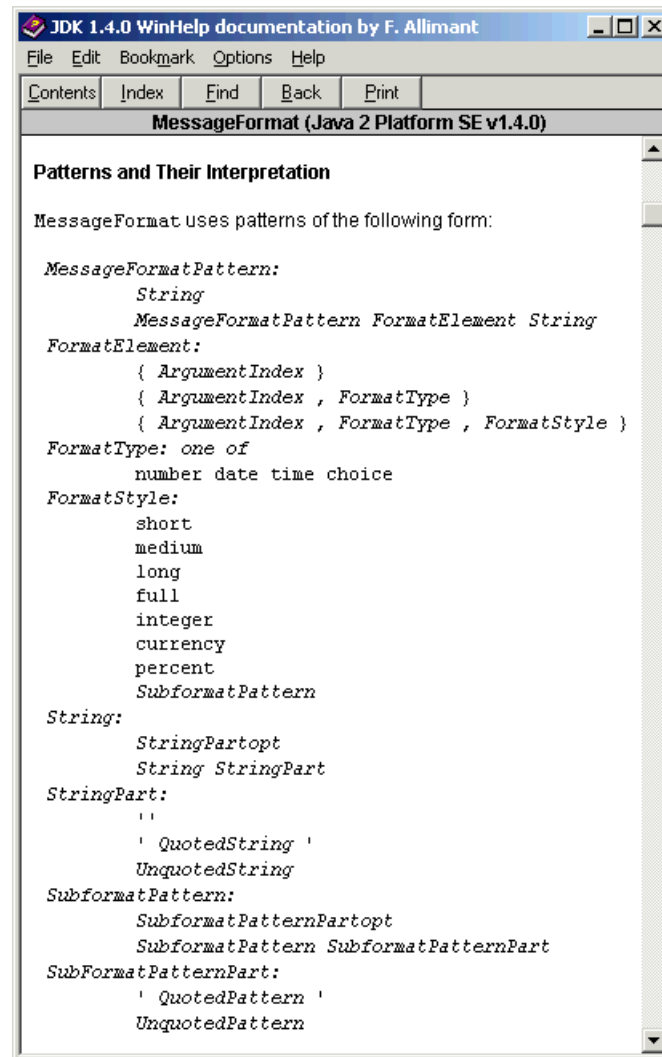 JDK 1.4.0 WinHelp documentation by F. Allimant
File Edit Bookmark Options Help
Contents Index Find Back Print
MessageFormat (Java 2 Platform SE v1.4.0)
Patterns and Their Interpretation
MessageFormat uses patterns of the following form:
MessageFormatPattern:
String
MessageFormatPattern FormatElement String
FormatElement:
{ ArgumentIndex }
{ ArgumentIndex , FormatType }
{ ArgumentIndex , FormatType , FormatStyle }
FormatType: one of
number date time choice
FormatStyle:
short
medium
long
full
integer
currency
percent
SubformatPattern
String:
StringPartopt
String StringPart
StringPart:
''
' QuotedString '
UnquotedString
SubformatPattern:
SubformatPatternPartopt
SubformatPattern SubformatPatternPart
SubFormatPatternPart:
' QuotedPattern '
UnquotedPattern